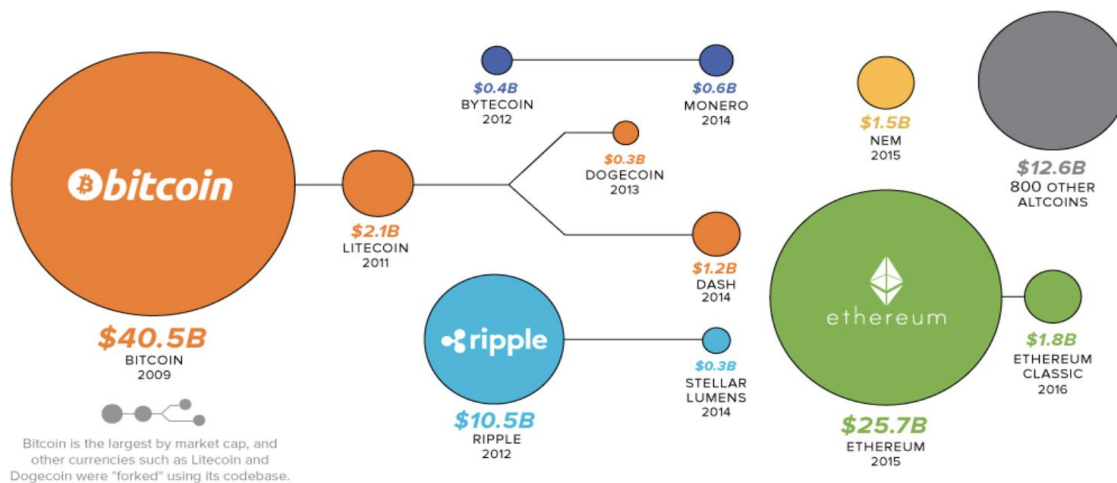 bitcoin
$40.5B
BITCOIN
2009
$2.1B
LITECOIN
2011
$0.4B
BYTECOIN
2012
$0.6B
MONERO
2014
$0.3B
DOGECOIN
2013
$1.2B
DASH
2014
ripple
$10.5B
RIPPLE
2012
$0.3B
STELLAR
LUMENS
2014
$1.5B
NEM
2015
$12.6B
800 OTHER
ALTCOINS
ethereum
$25.7B
ETHEREUM
2015
$1.8B
ETHEREUM
CLASSIC
2016
Bitcoin is the largest by market cap, and
other currencies such as Litecoin and
Dogecoin were "forked" using its codebase.